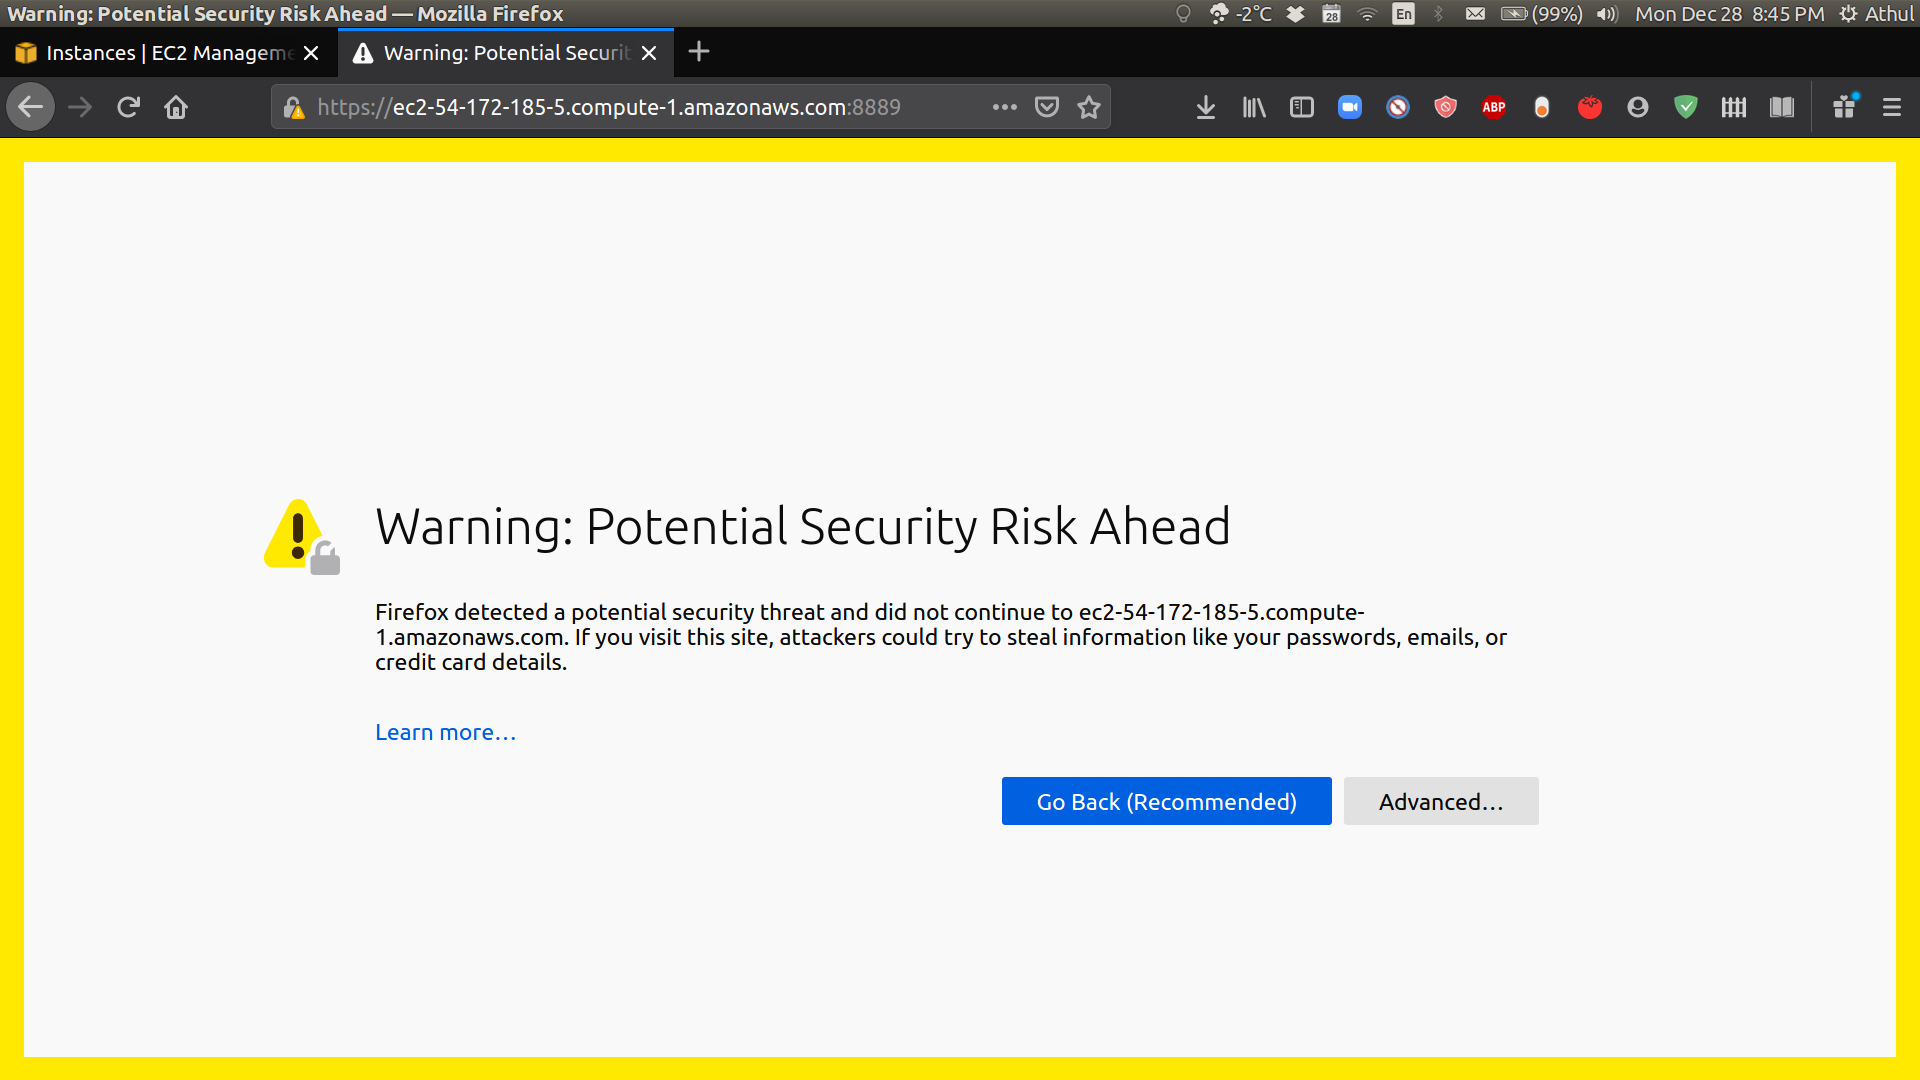 Warning: Potential Security Risk Ahead — Mozilla Firefox
-2°C
28
En
(99%)
Mon Dec 28 8:45 PM
Athul
Instances | EC2 Manageme
Warning: Potential Securit
https://ec2-54-172-185-5.compute-1.amazonaws.com:8889
ABP
Warning: Potential Security Risk Ahead
Firefox detected a potential security threat and did not continue to ec2-54-172-185-5.compute-
1.amazonaws.com. If you visit this site, attackers could try to steal information like your passwords, emails, or
credit card details.
Learn more…
Go Back (Recommended)
Advanced…